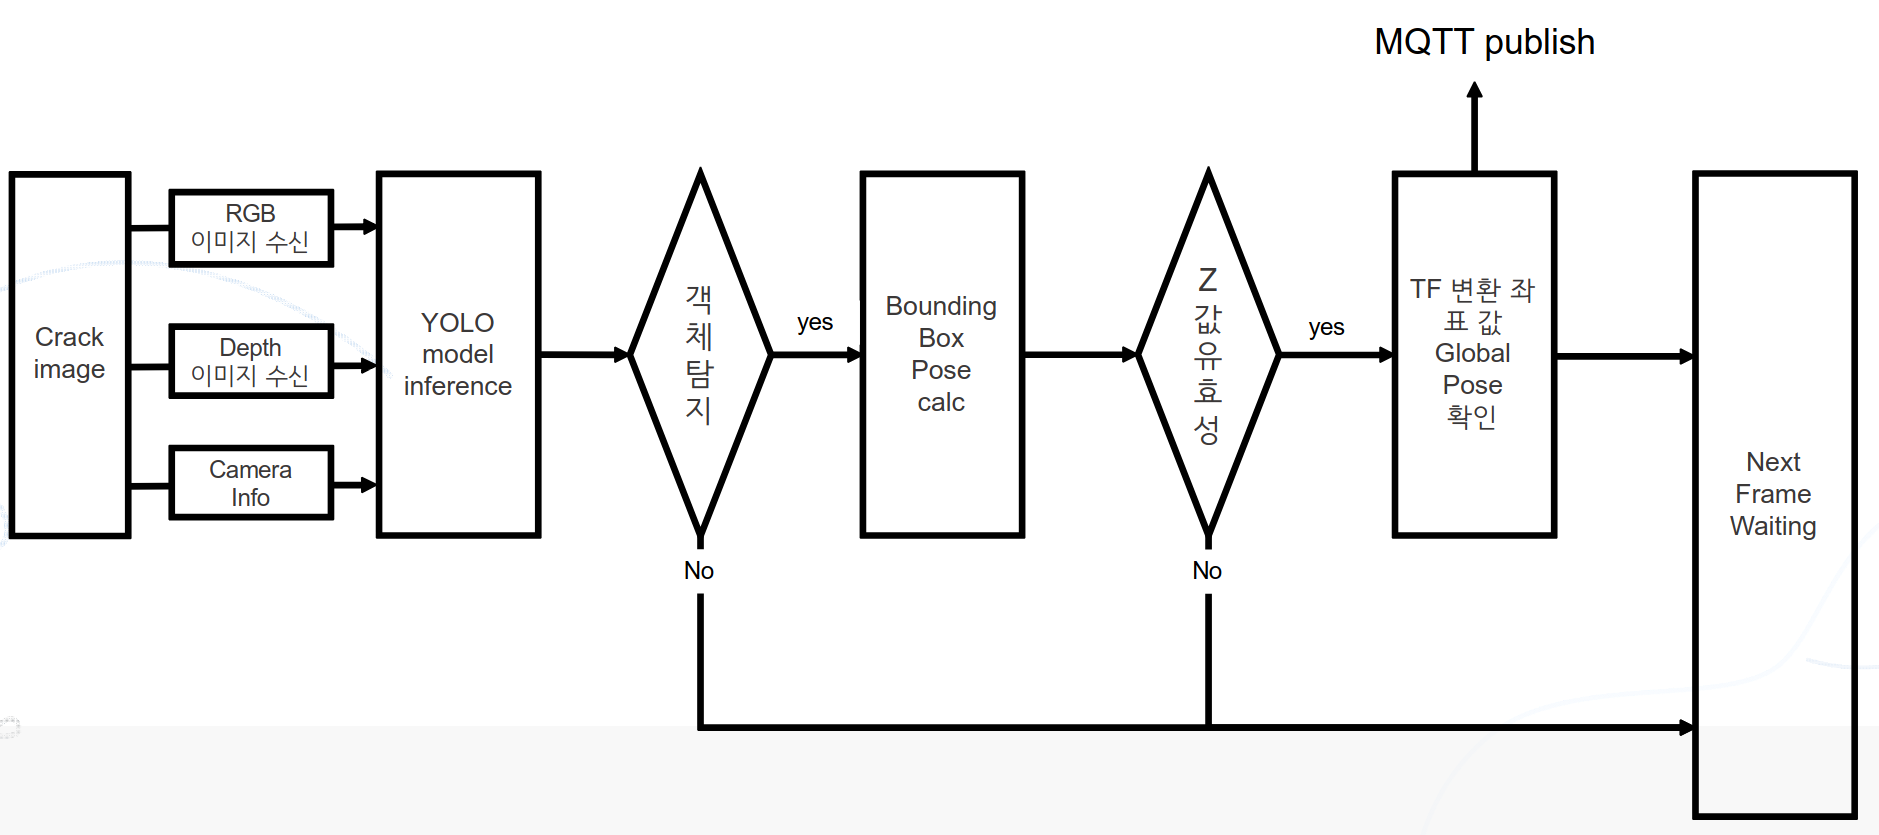 MQTT publish
Crack
image
RGB
이미지 수신
Depth
이미지 수신
Camera
Info
YOLO
model
inference
객
체
탐
지
yes
No
Bounding
Box
Pose
calc
Z
값
유
효
성
yes
No
TF 변환 좌
표 값
Global
Pose
확인
Next
Frame
Waiting